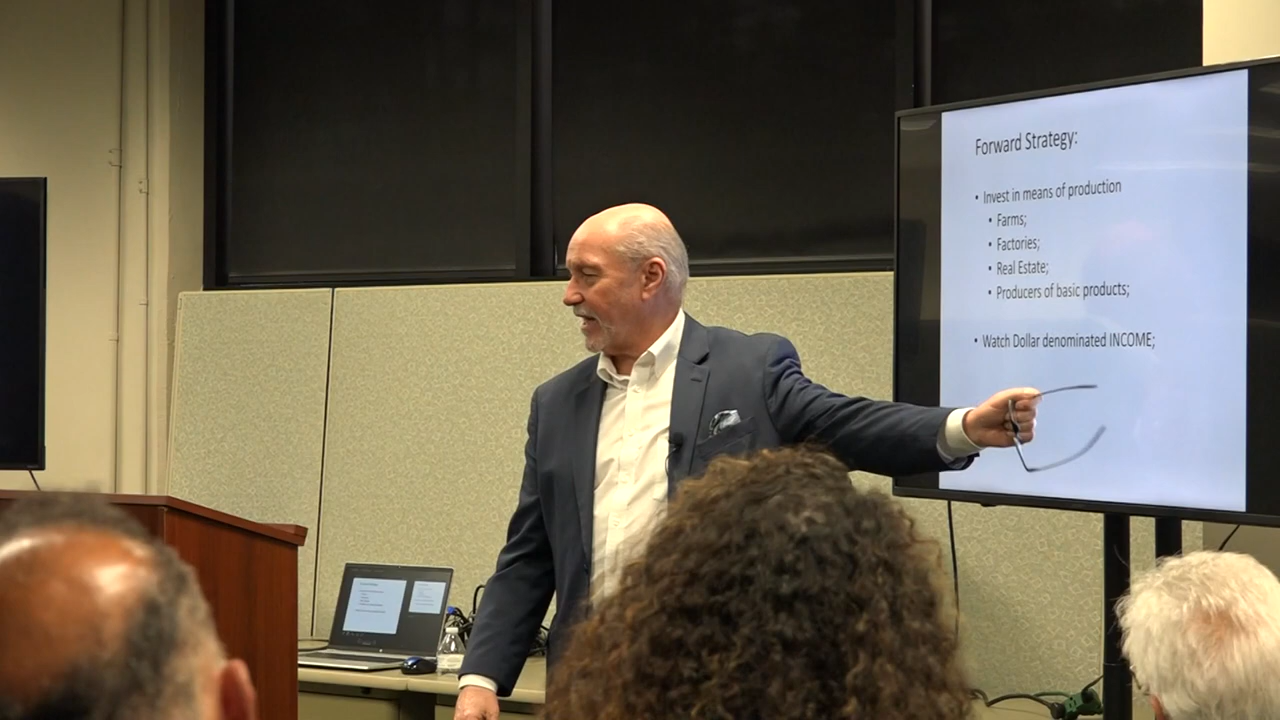 Forward Strategy:
• Invest in means of production
• Farms;
• Factories;
• Real Estate;
• Producers of basic products;
• Watch Dollar denominated INCOME;